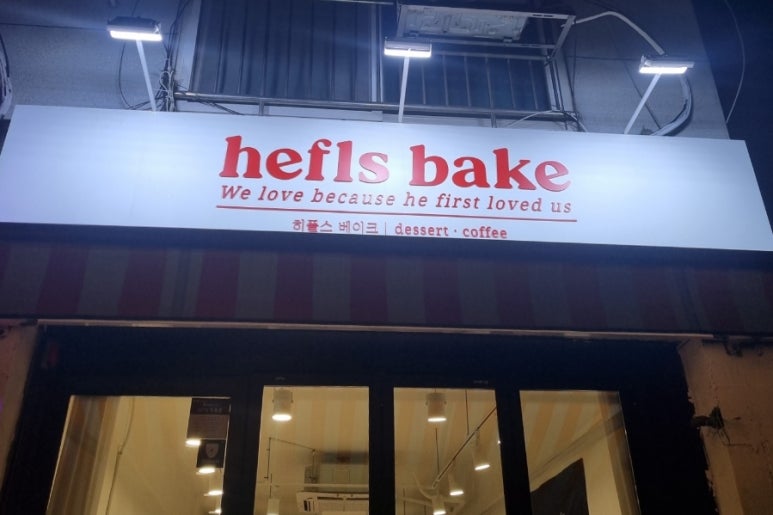 hefls bake
We love because he first loved us
히플스 베이크 | dessert · coffee